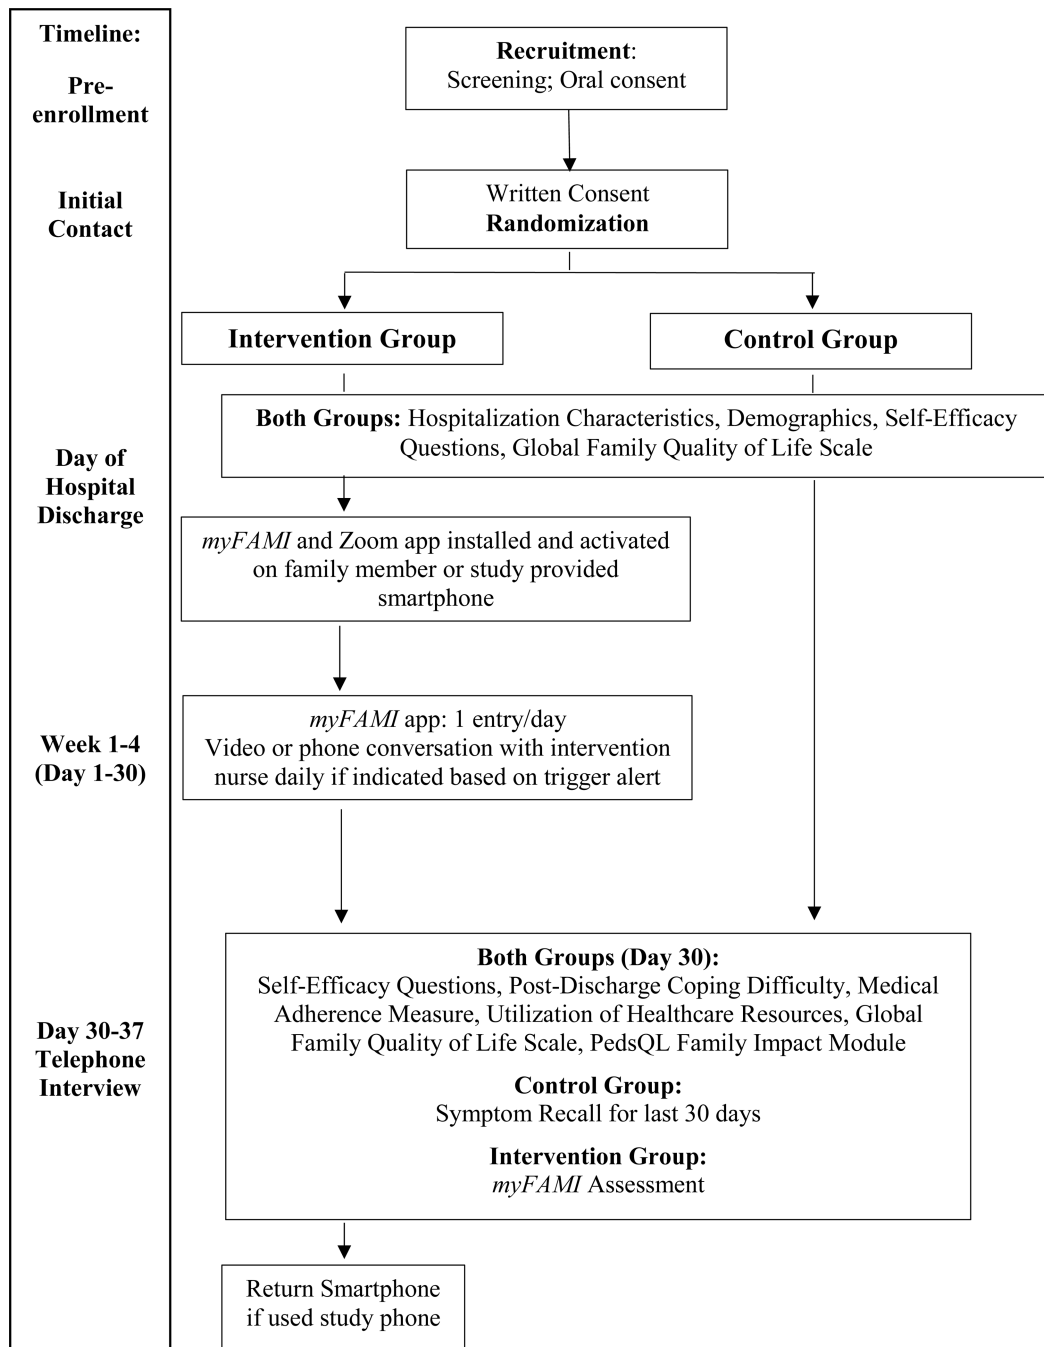 Timeline:
Pre-
enrollment
Recruitment:
Screening; Oral consent
Initial
Contact
Written Consent
Randomization
Intervention Group
Control Group
Day of
Hospital
Discharge
Both Groups: Hospitalization Characteristics, Demographics, Self-Efficacy
Questions, Global Family Quality of Life Scale
myFAMI and Zoom app installed and activated
on family member or study provided
smartphone
Week 1-4
(Day 1-30)
myFAMI app: 1 entry/day
Video or phone conversation with intervention
nurse daily if indicated based on trigger alert
Day 30-37
Telephone
Interview
Both Groups (Day 30):
Self-Efficacy Questions, Post-Discharge Coping Difficulty, Medical
Adherence Measure, Utilization of Healthcare Resources, Global
Family Quality of Life Scale, PedsQL Family Impact Module
Control Group:
Symptom Recall for last 30 days
Intervention Group:
myFAMI Assessment
Return Smartphone
if used study phone